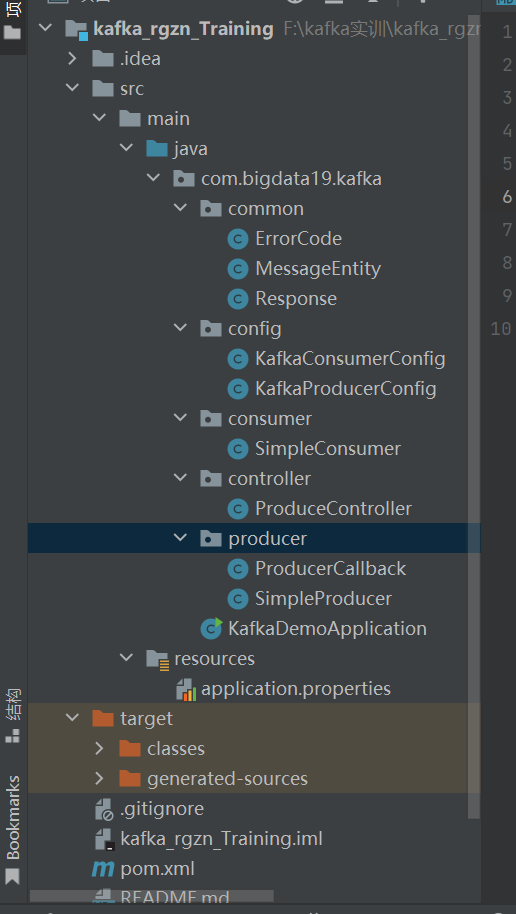 项
kafka_rgzn_Training F:\kafka实训\kafka_rgzn
.idea
src
main
java
com.bigdata19.kafka
common
ErrorCode
MessageEntity
Response
config
KafkaConsumerConfig
KafkaProducerConfig
consumer
SimpleConsumer
controller
ProduceController
producer
ProducerCallback
SimpleProducer
KafkaDemoApplication
resources
application.properties
target
classes
generated-sources
.gitignore
kafka_rgzn_Training.iml
pom.xml
README.md
结构
Bookmarks
1
2
3
4
5
6
7
8
9
10